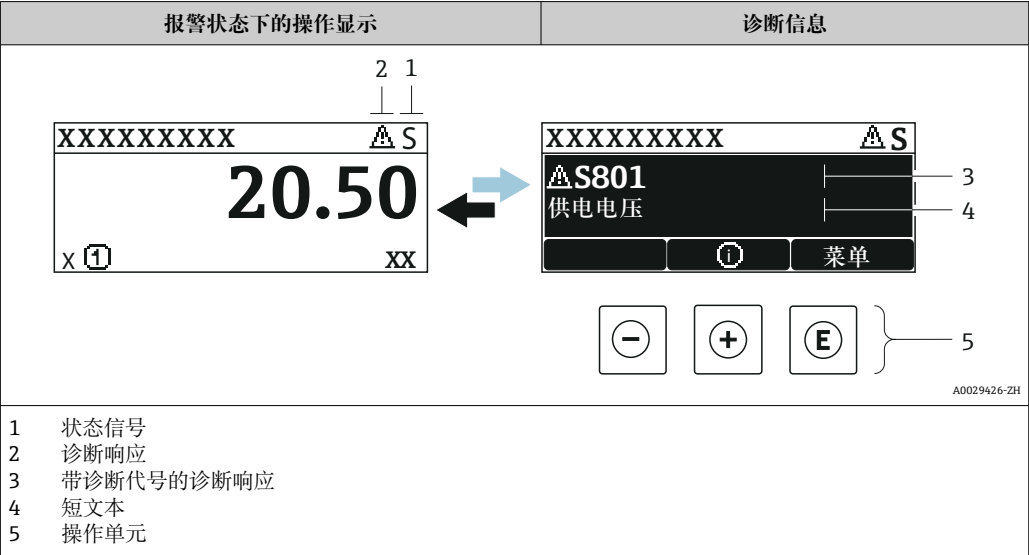 报警状态下的操作显示
诊断信息
2 1
XXXXXXXXX S
20.50
X 1
XX
XXXXXXXXX S
S801
供电电压
i 菜单
3
4
- + E
5
A0029426-ZH
1 状态信号
2 诊断响应
3 带诊断代号的诊断响应
4 短文本
5 操作单元